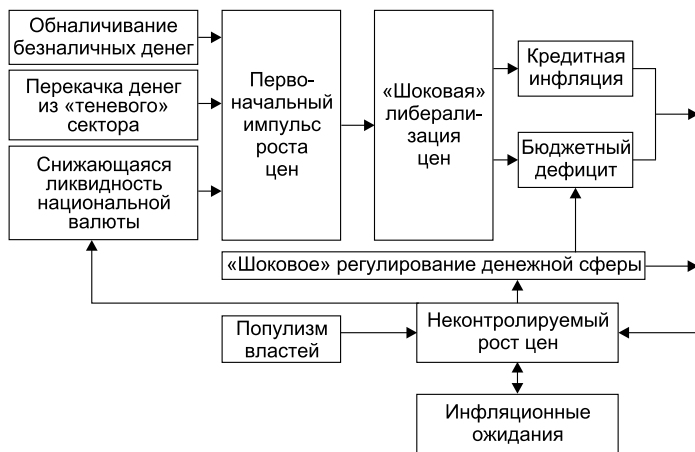 Обналичивание
безналичных денег
Перекачка денег
из «теневого»
сектора
Снижающаяся
ликвидность
национальной
валюты
Перво-
начальный
импульс
роста
цен
«Шоковая»
либерали-
зация
цен
Кредитная
инфляция
Бюджетный
дефицит
«Шоковое» регулирование денежной сферы
Популизм
властей
Неконтролируемый
рост цен
Инфляционные
ожидания